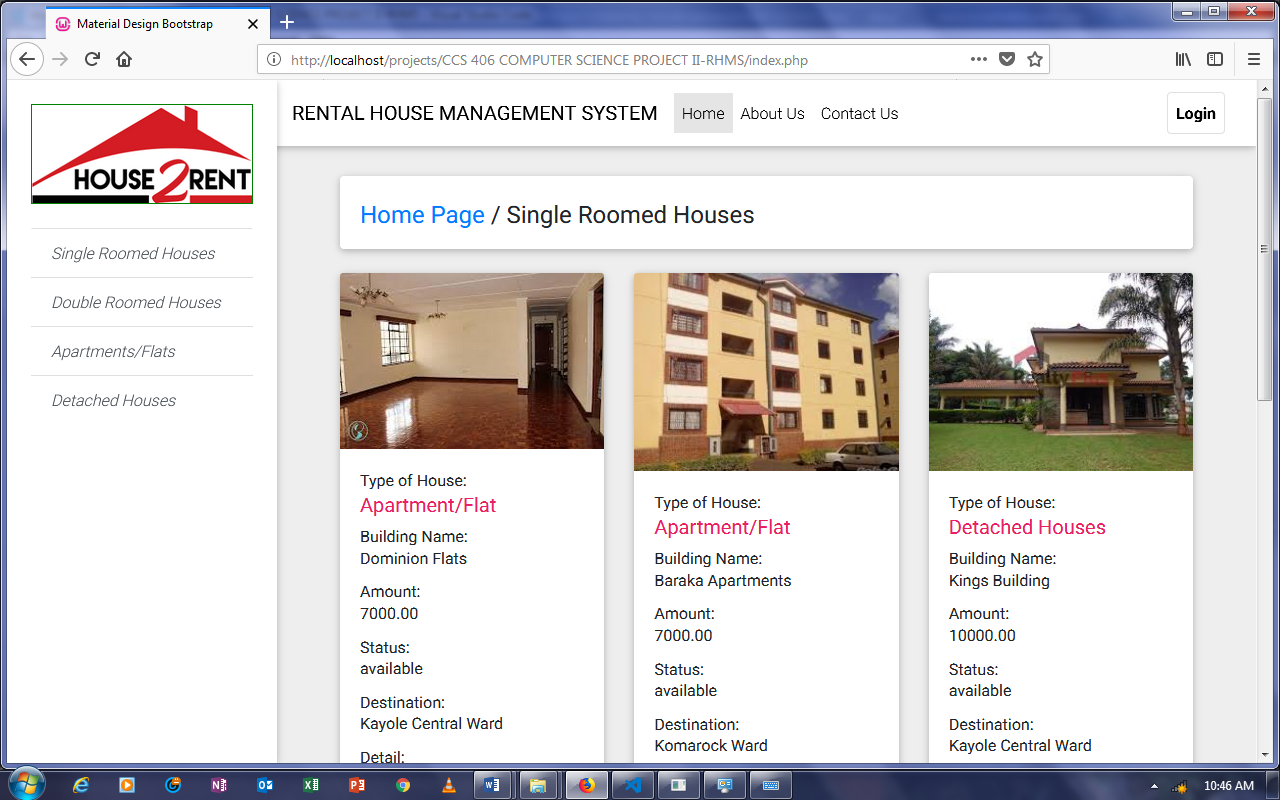 Material Design Bootstrap
http://localhost/projects/CCS 406 COMPUTER SCIENCE PROJECT II-RHMS/index.php
HOUSE 2 RENT
RENTAL HOUSE MANAGEMENT SYSTEM
Home
About Us
Contact Us
Login
Single Roomed Houses
Double Roomed Houses
Apartments/Flats
Detached Houses
Home Page / Single Roomed Houses
Type of House:
Apartment/Flat
Building Name:
Dominion Flats
Amount:
7000.00
Status:
available
Destination:
Kayole Central Ward
Detail:
Type of House:
Apartment/Flat
Building Name:
Baraka Apartments
Amount:
7000.00
Status:
available
Destination:
Komarock Ward
Type of House:
Detached Houses
Building Name:
Kings Building
Amount:
10000.00
Status:
available
Destination:
Kayole Central Ward
10:46 AM